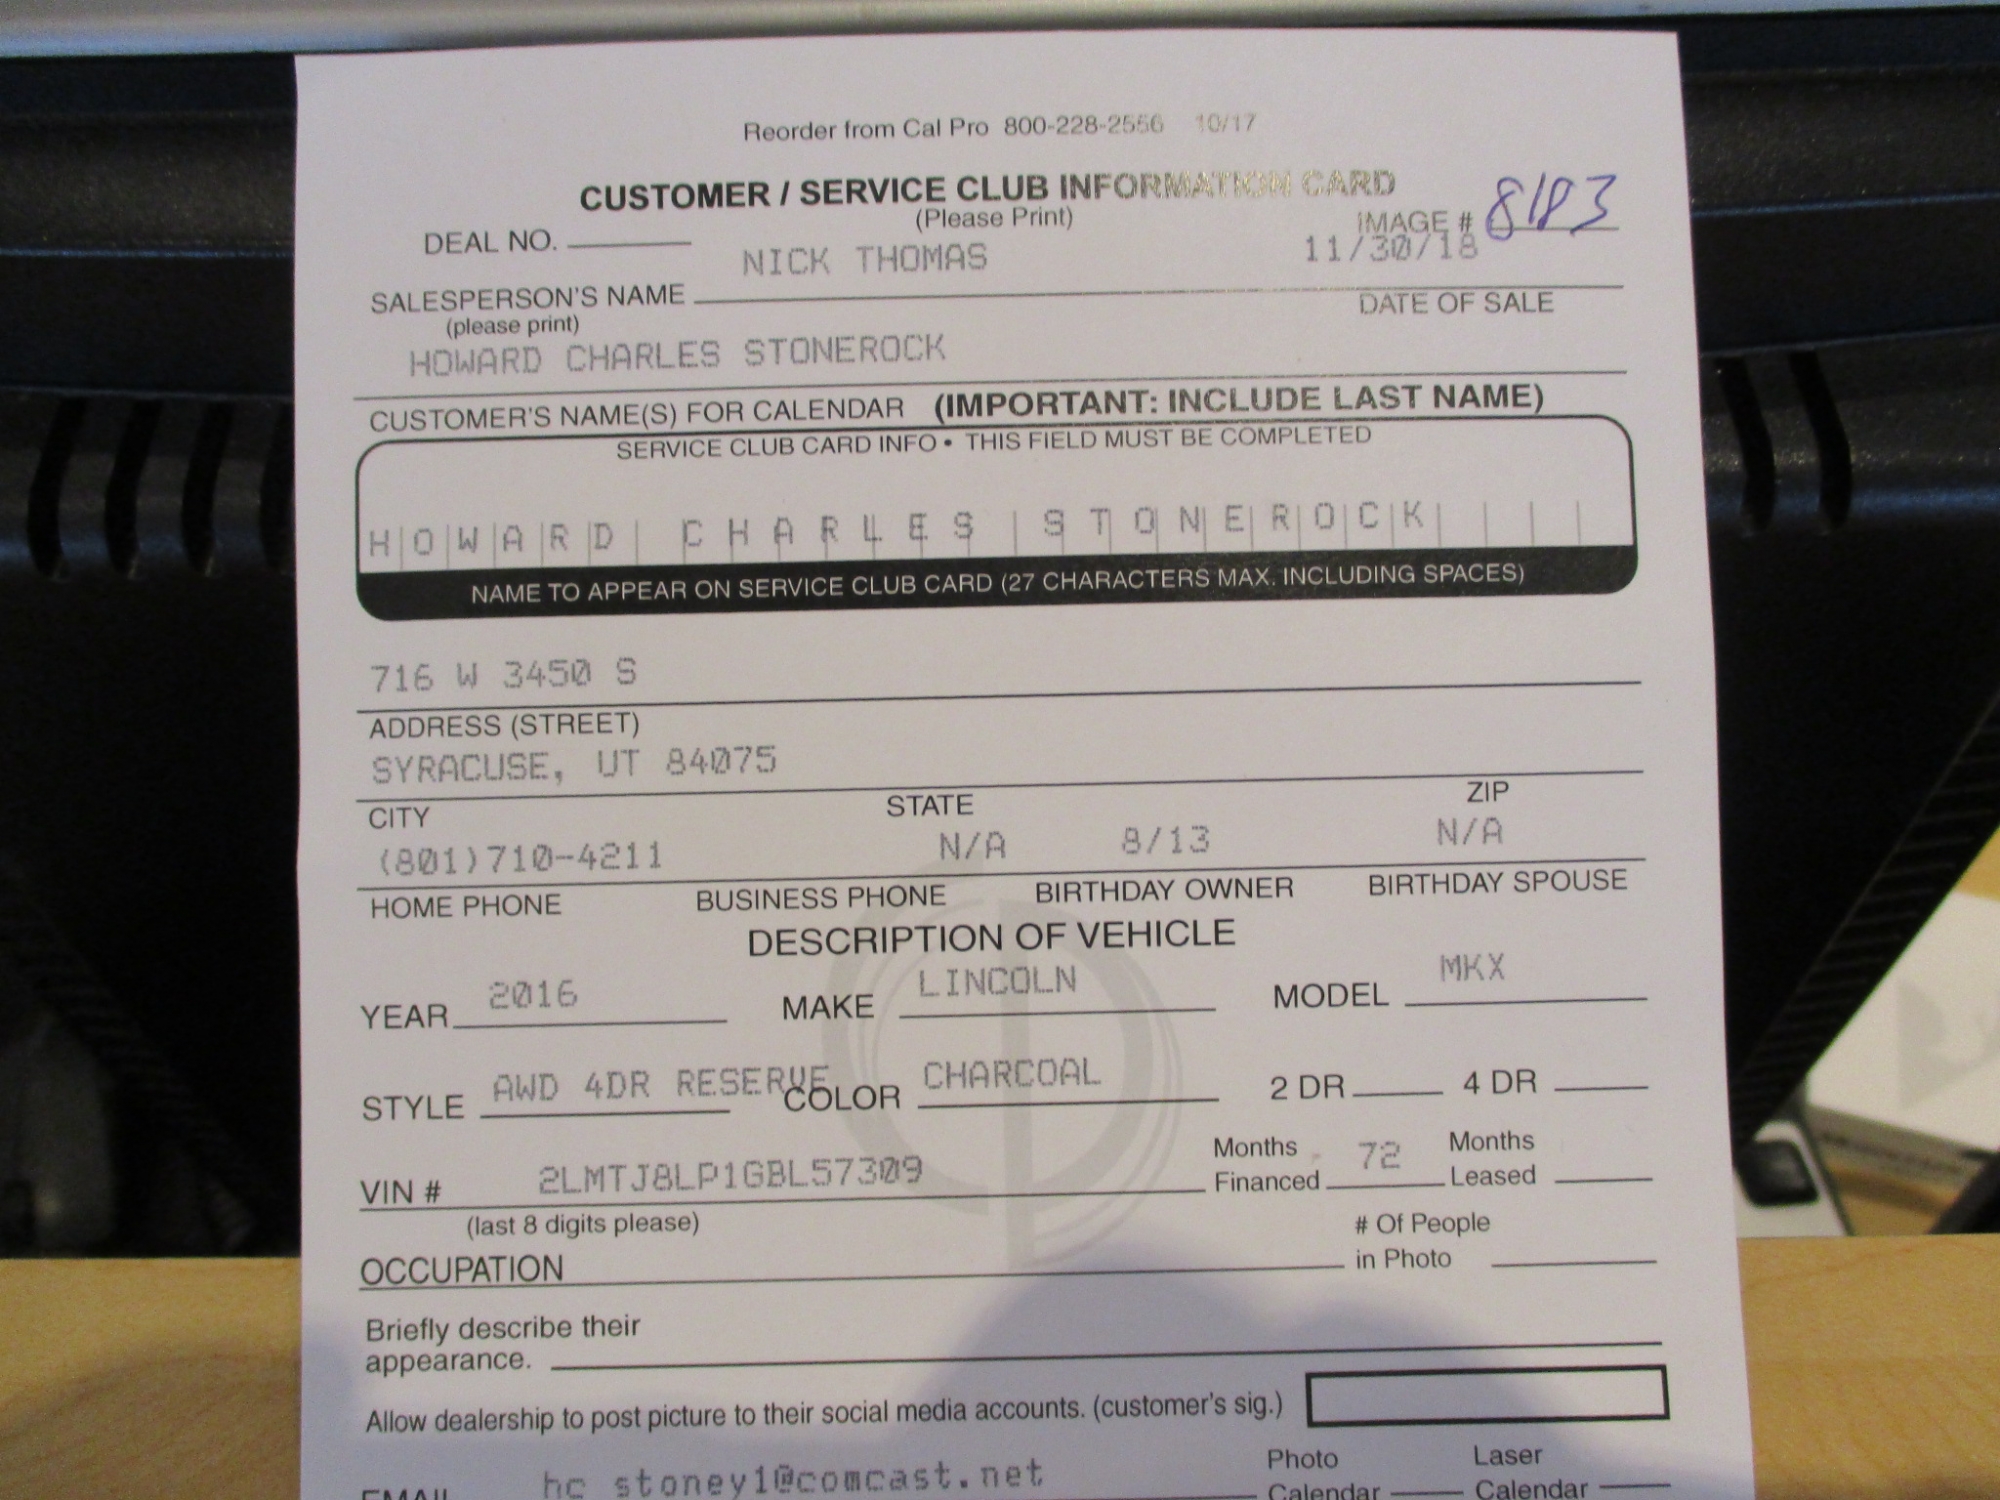 Reorder from Cal Pro 800-228-2556 10/17
CUSTOMER / SERVICE CLUB INFORMATION CARD
(Please Print)
IMAGE # 8183
DEAL NO.
NICK THOMAS 11/30/18
SALESPERSON'S NAME DATE OF SALE
(please print)
HOWARD CHARLES STONEROCK
CUSTOMER'S NAME(S) FOR CALENDAR (IMPORTANT: INCLUDE LAST NAME)
SERVICE CLUB CARD INFO • THIS FIELD MUST BE COMPLETED
HOWARD CHARLES STONEROCK
NAME TO APPEAR ON SERVICE CLUB CARD (27 CHARACTERS MAX. INCLUDING SPACES)
716 W 3450 S
ADDRESS (STREET)
SYRACUSE, UT 84075
CITY STATE ZIP
(801)710-4211 N/A 8/13 N/A
HOME PHONE BUSINESS PHONE BIRTHDAY OWNER BIRTHDAY SPOUSE
DESCRIPTION OF VEHICLE
YEAR 2016 MAKE LINCOLN MODEL MKX
STYLE AWD 4DR RESERVE COLOR CHARCOAL 2 DR 4 DR
VIN # 2LMTJ8LP1GBL57309 Months Financed 72 Months Leased
(last 8 digits please) # Of People
OCCUPATION in Photo
Briefly describe their
appearance.
Allow dealership to post picture to their social media accounts. (customer's sig.)
EMAIL hc stoney1@comcast.net Photo Calendar Laser Calendar